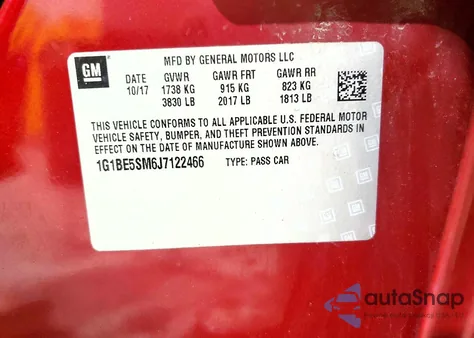 GM
MFD BY GENERAL MOTORS LLC
DATE GVWR GAWR FRT GAWR RR
10/17 1738 KG 915 KG 823 KG
3830 LB 2017 LB 1813 LB
THIS VEHICLE CONFORMS TO ALL APPLICABLE U.S. FEDERAL MOTOR
VEHICLE SAFETY, BUMPER, AND THEFT PREVENTION STANDARDS IN
EFFECT ON THE DATE OF MANUFACTURE SHOWN ABOVE.
1G1BE5SM6J7122466 TYPE: PASS CAR
autoSnap